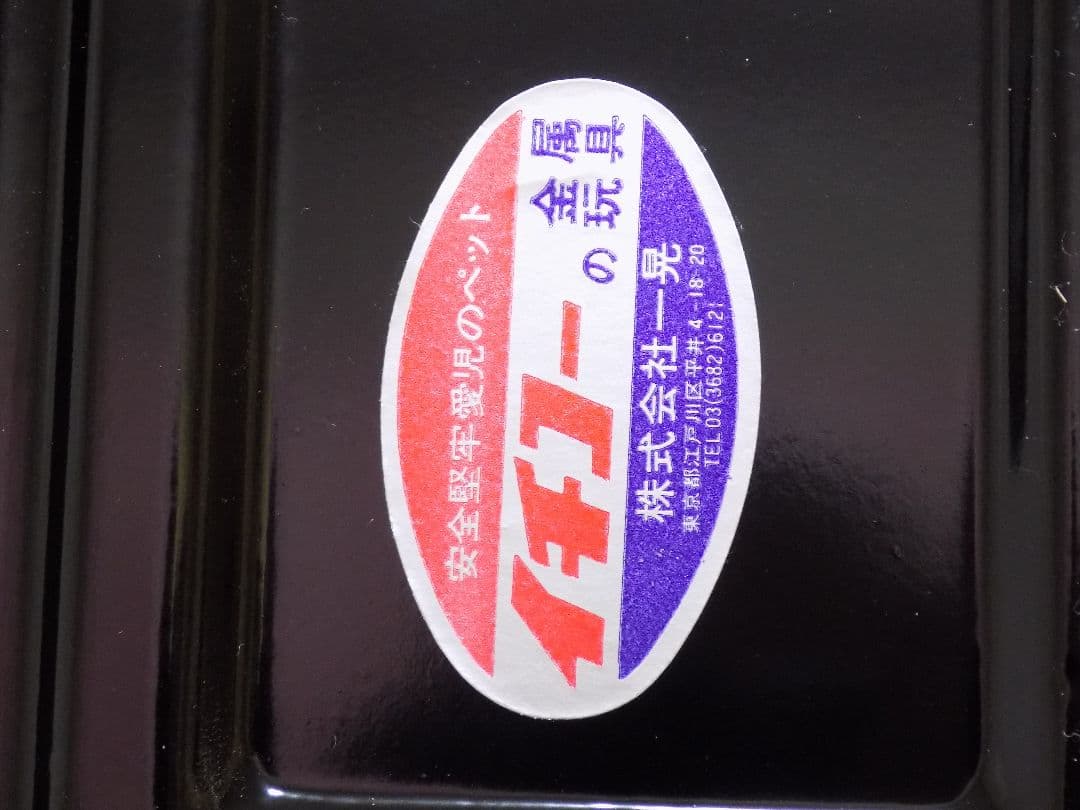 安全堅牢愛児のペット
イチコーの金属玩具
株式会社一晃
東京都江戸川区平井4-18-20
TEL 03(3682)6121